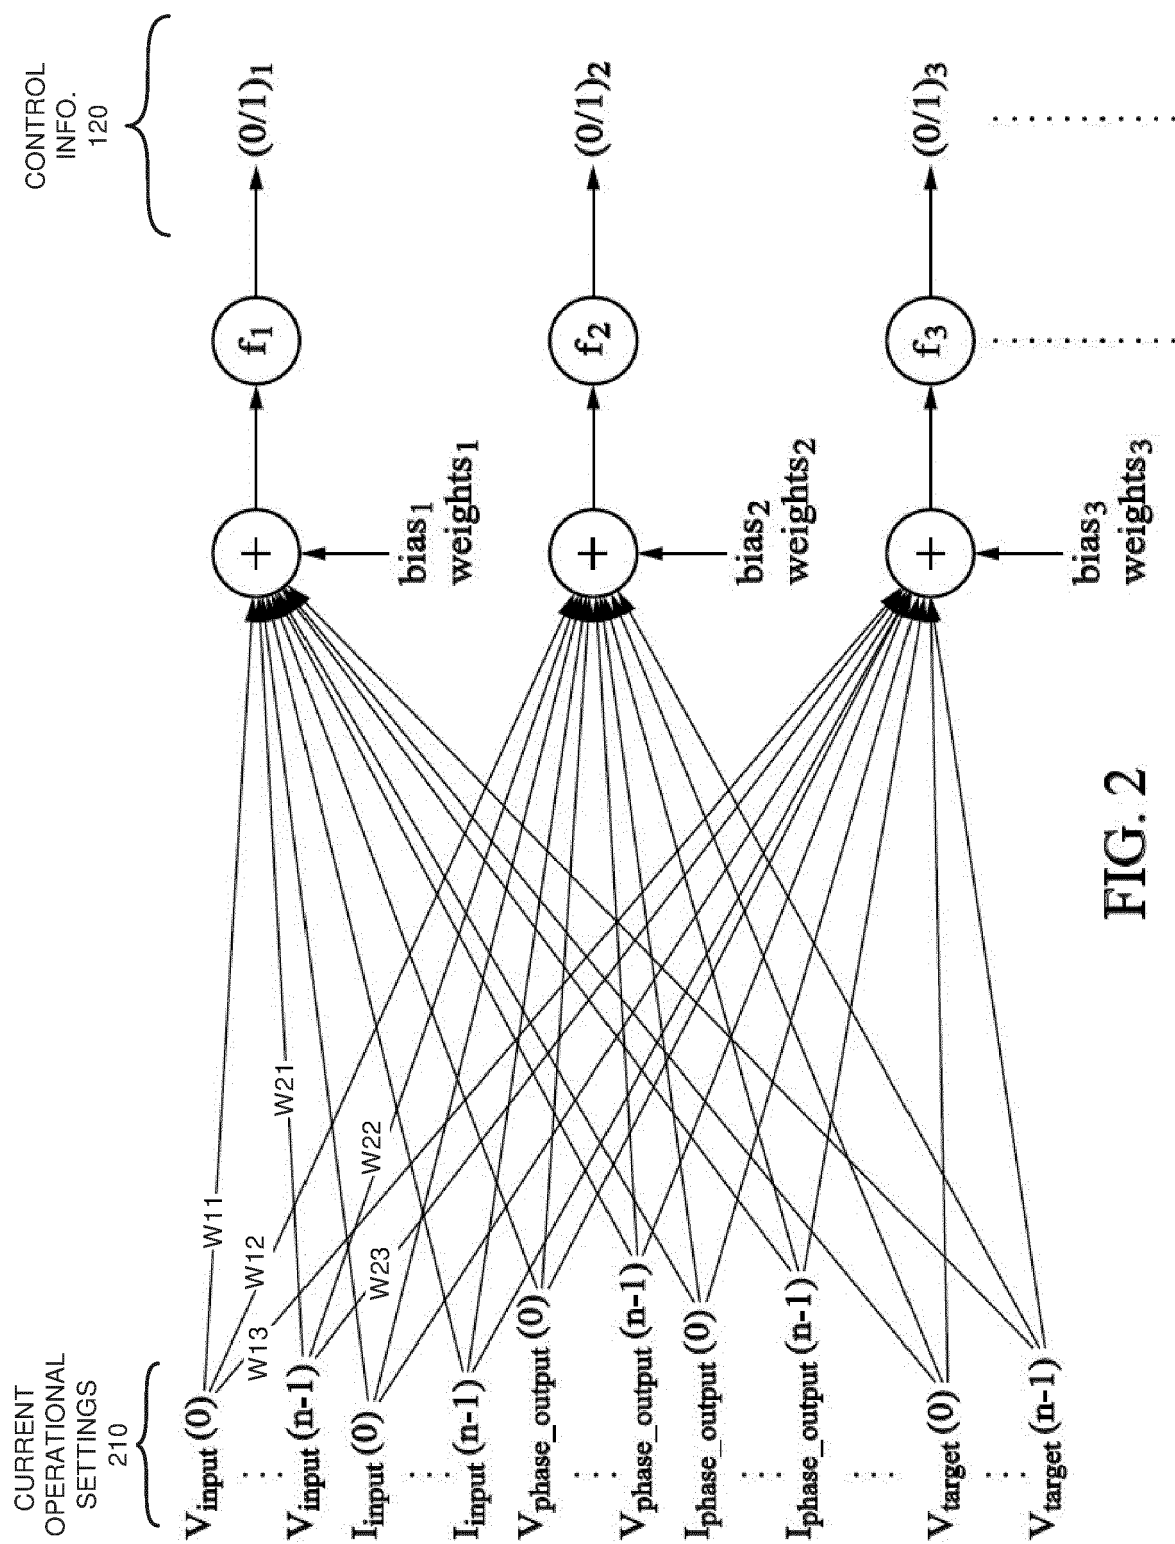 CURRENT
OPERATIONAL
SETTINGS
210
CONTROL
INFO.
120
Vinput (0)
Vinput (n-1)
Iinput (0)
Iinput (n-1)
Vphase_output (0)
Vphase_output (n-1)
Iphase_output (0)
Iphase_output (n-1)
Vtarget (0)
Vtarget (n-1)
W11
W12
W13
W21
W22
W23
+
bias1
weights1
f1
(0/1)1
+
bias2
weights2
f2
(0/1)2
+
bias3
weights3
f3
(0/1)3
FIG. 2